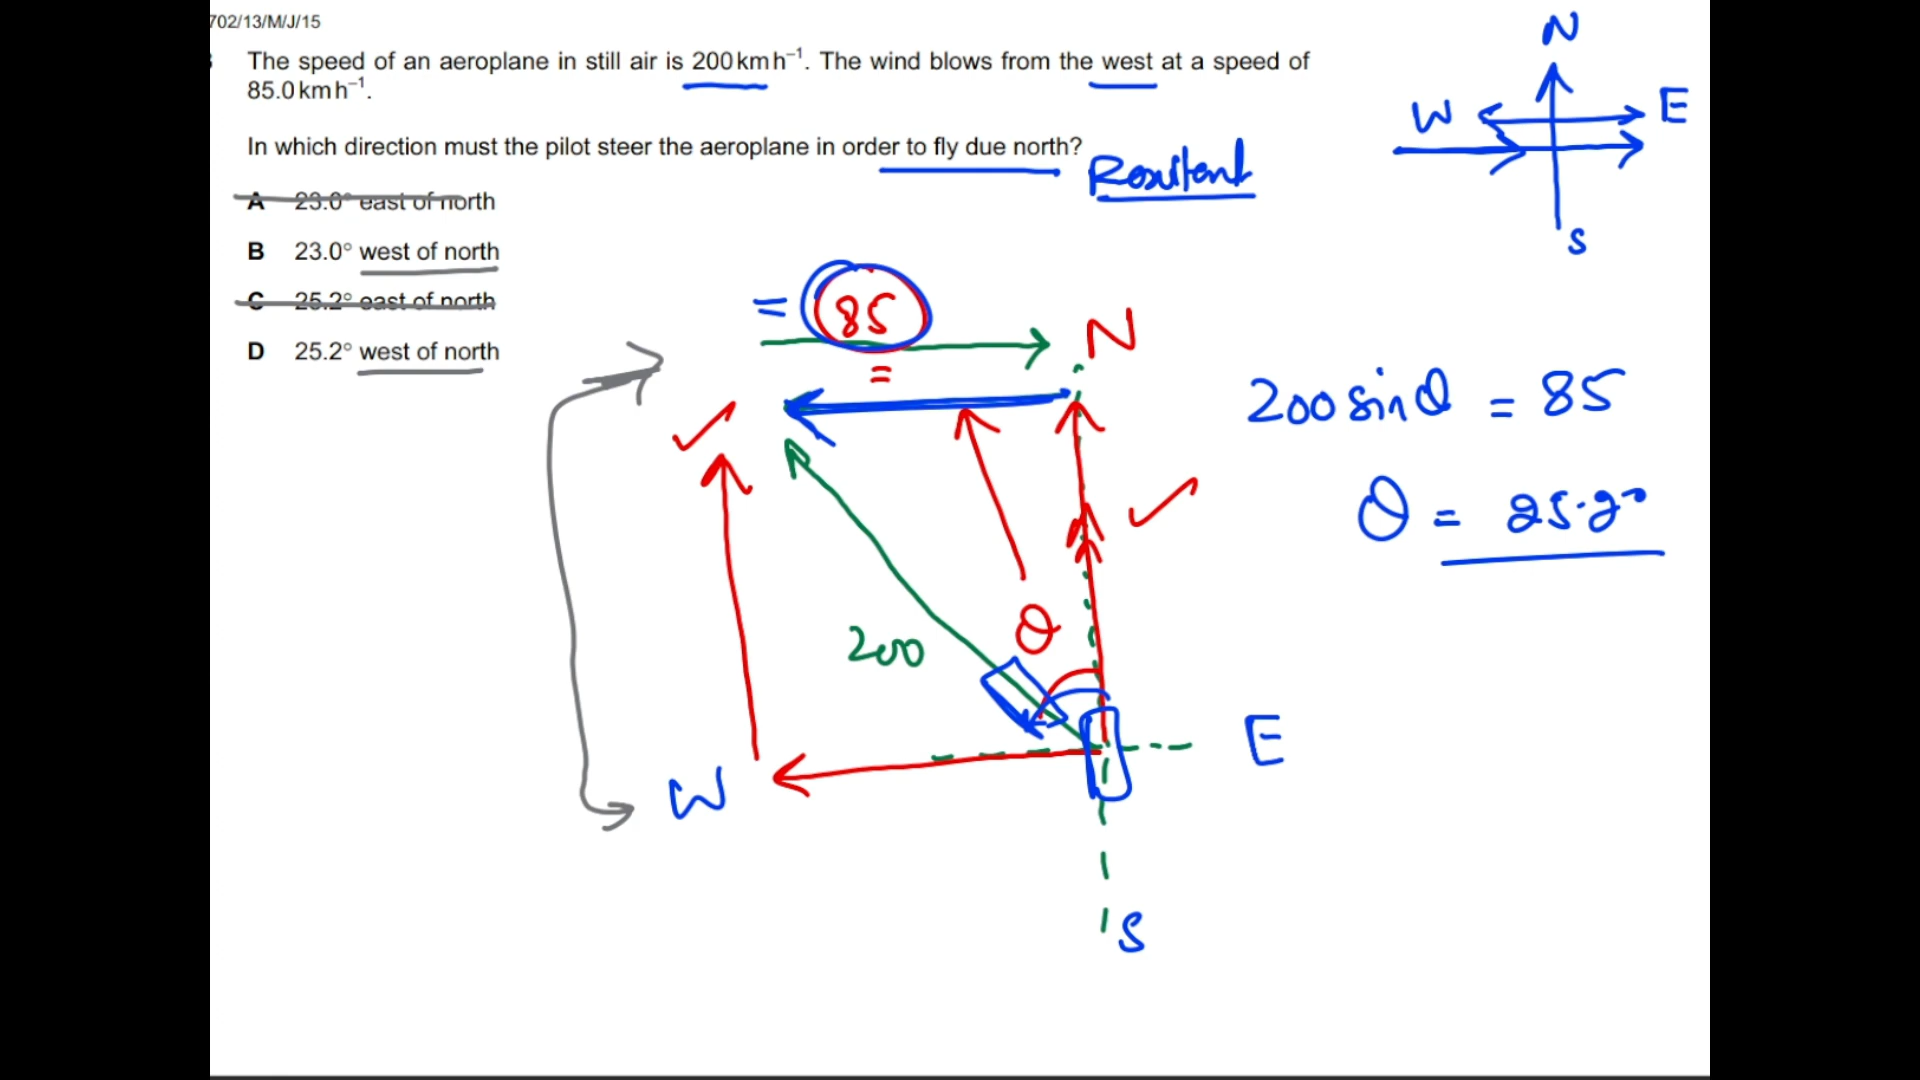 702/13/M/J/15
The speed of an aeroplane in still air is 200 km h⁻¹. The wind blows from the west at a speed of
85.0 km h⁻¹.
In which direction must the pilot steer the aeroplane in order to fly due north?
Resultant
A 23.0° east of north
B 23.0° west of north
C 25.2° east of north
D 25.2° west of north
N
W E
S
= 85
=
N
200 sin θ = 85
θ = 25.2°
θ
200
W E
S